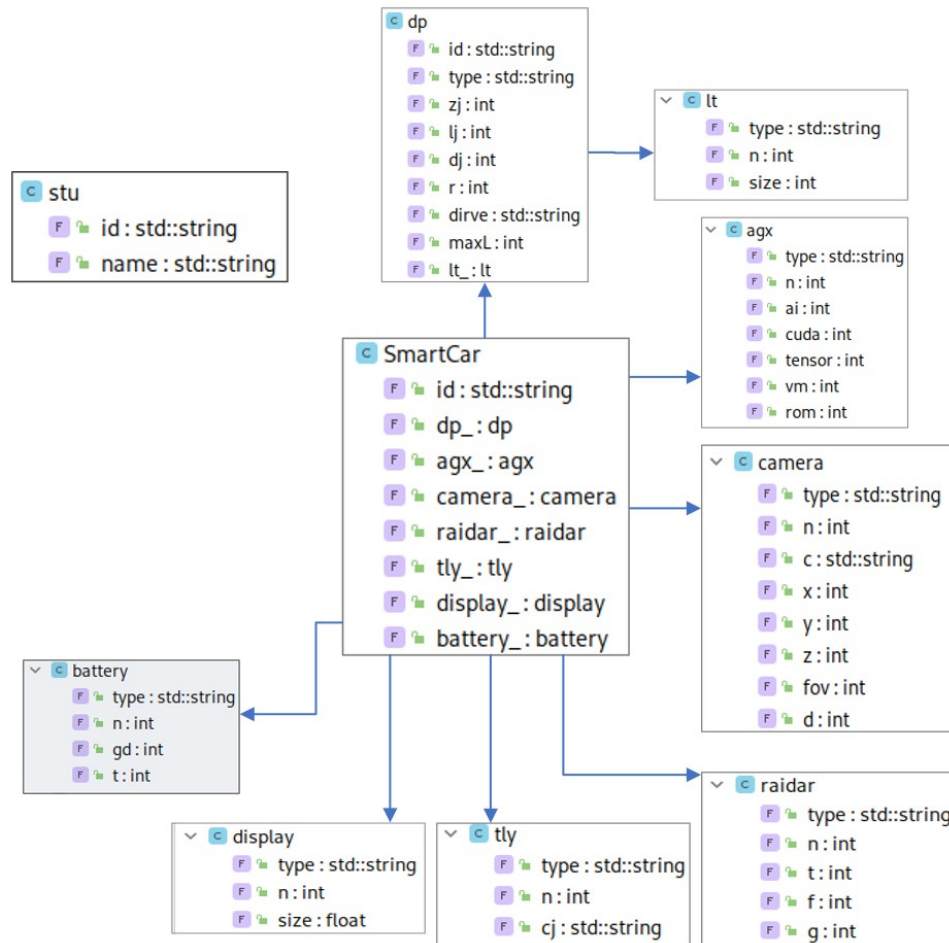 C dp
F id : std::string
F type : std::string
F zj : int
F lj : int
F dj : int
F r : int
F dirve : std::string
F maxL : int
F lt_ : lt
C lt
F type : std::string
F n : int
F size : int
C stu
F id : std::string
F name : std::string
C agx
F type : std::string
F n : int
F ai : int
F cuda : int
F tensor : int
F vm : int
F rom : int
C SmartCar
F id : std::string
F dp_ : dp
F agx_ : agx
F camera_ : camera
F raidar_ : raidar
F tly_ : tly
F display_ : display
F battery_ : battery
C camera
F type : std::string
F n : int
F c : std::string
F x : int
F y : int
F z : int
F fov : int
F d : int
C battery
F type : std::string
F n : int
F gd : int
F t : int
C display
F type : std::string
F n : int
F size : float
C tly
F type : std::string
F n : int
F cj : std::string
C raidar
F type : std::string
F n : int
F t : int
F f : int
F g : int